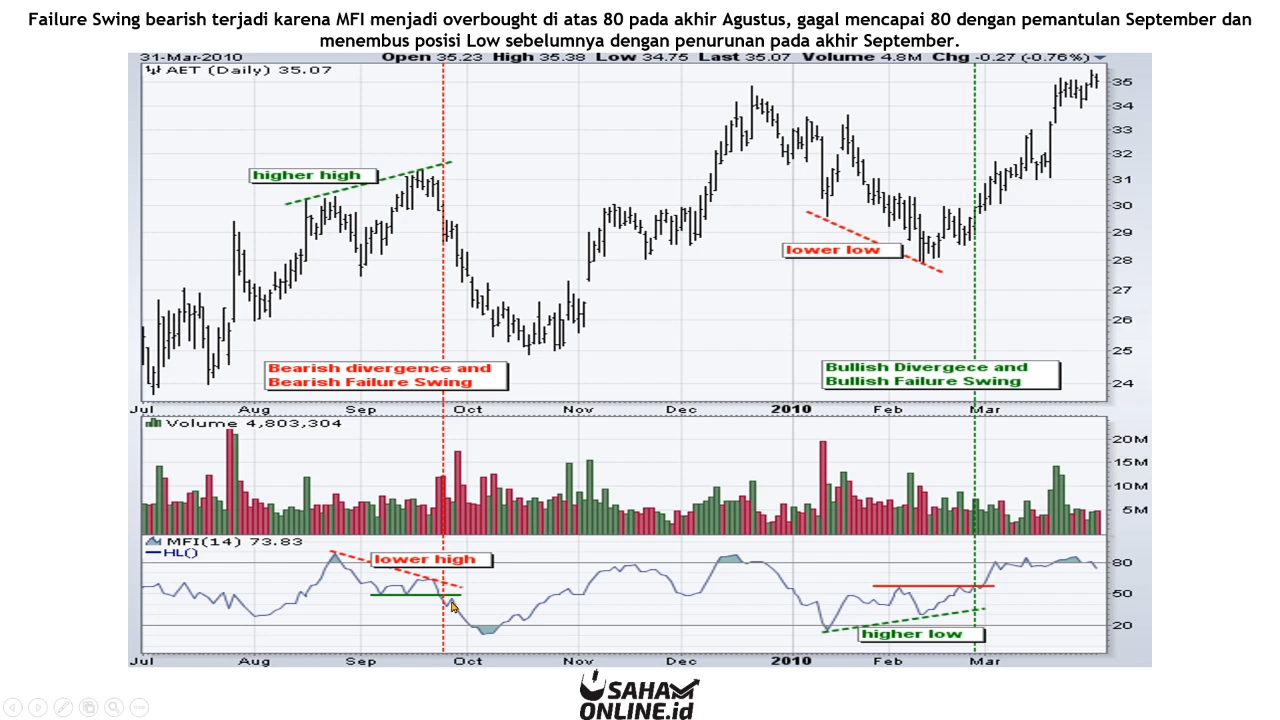 Failure Swing bearish terjadi karena MFI menjadi overbought di atas 80 pada akhir Agustus, gagal mencapai 80 dengan pemantulan September dan
menembus posisi Low sebelumnya dengan penurunan pada akhir September.
31-Mar-2010 Open 35.23 High 35.38 Low 34.75 Last 35.07 Volume 4.8M Chg -0.27 (-0.76%)
AET (Daily) 35.07
35
34
33
32
higher high
31
30
29
lower low
28
27
26
25
Bearish divergence and
Bearish Failure Swing
Bullish Divergece and
Bullish Failure Swing
24
Jul Aug Sep Oct Nov Dec 2010 Feb Mar
Volume 4,803,304
20M
15M
10M
5M
MFI(14) 73.83
HL()
lower high
80
50
20
higher low
Jul Aug Sep Oct Nov Dec 2010 Feb Mar
SAHAM
ONLINE.id